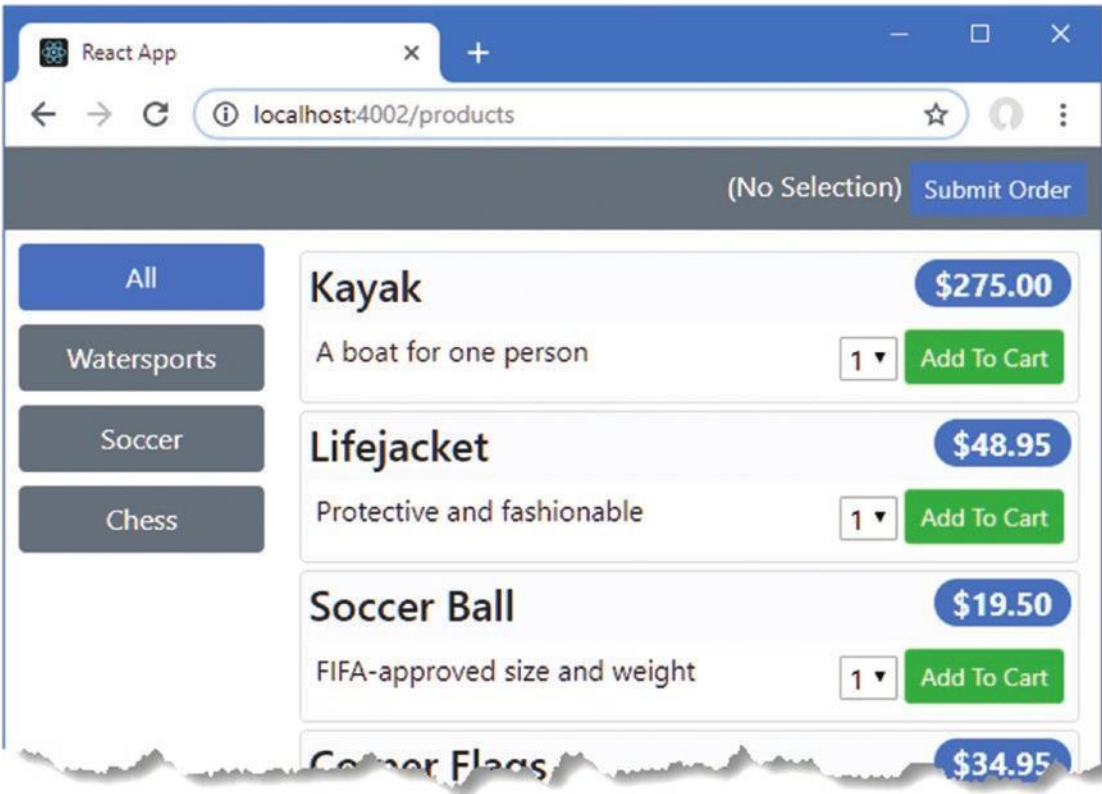 React App
localhost:4002/products
(No Selection) Submit Order
All
Watersports
Soccer
Chess
Kayak $275.00
A boat for one person 1 Add To Cart
Lifejacket $48.95
Protective and fashionable 1 Add To Cart
Soccer Ball $19.50
FIFA-approved size and weight 1 Add To Cart
Corner Flags $34.95